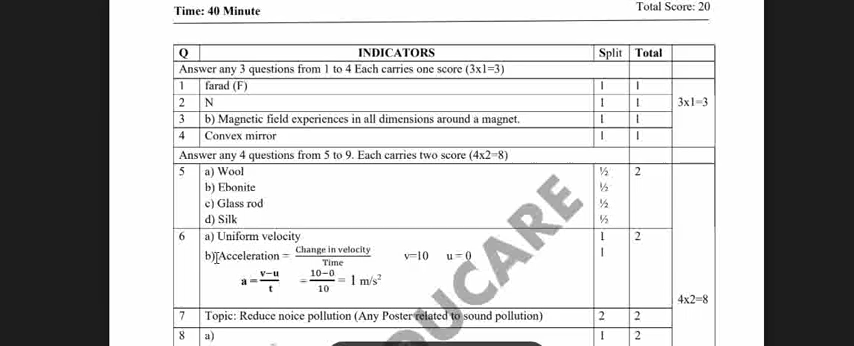 Time: 40 Minute
Total Score: 20
Q INDICATORS Split Total
Answer any 3 questions from 1 to 4 Each carries one score (3x1=3)
1 farad (F) 1 1
2 N 1 1 3x1=3
3 b) Magnetic field experiences in all dimensions around a magnet. 1 1
4 Convex mirror 1 1
Answer any 4 questions from 5 to 9. Each carries two score (4x2=8)
5 a) Wool ½ 2
b) Ebonite ½
c) Glass rod ½
d) Silk ½
6 a) Uniform velocity 1 2
b) Acceleration = Change in velocity / Time v=10 u = 0 1
a = v-u / t = 10-0 / 10 = 1 m/s²
4x2=8
7 Topic: Reduce noice pollution (Any Poster related to sound pollution) 2 2
8 a) 1 2
DUCARE